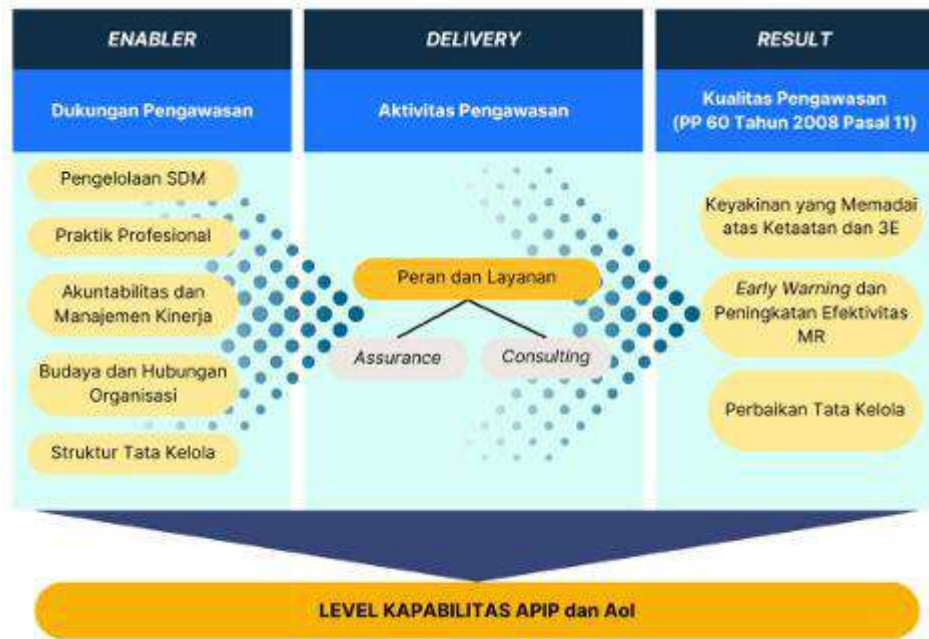 ENABLER
Dukungan Pengawasan
Pengelolaan SDM
Praktik Profesional
Akuntabilitas dan
Manajemen Kinerja
Budaya dan Hubungan
Organisasi
Struktur Tata Kelola
DELIVERY
Aktivitas Pengawasan
Peran dan Layanan
Assurance
Consulting
RESULT
Kualitas Pengawasan
(PP 60 Tahun 2008 Pasal 11)
Keyakinan yang Memadai
atas Ketaatan dan 3E
Early Warning dan
Peningkatan Efektivitas
MR
Perbaikan Tata Kelola
LEVEL KAPABILITAS APIP dan AoI